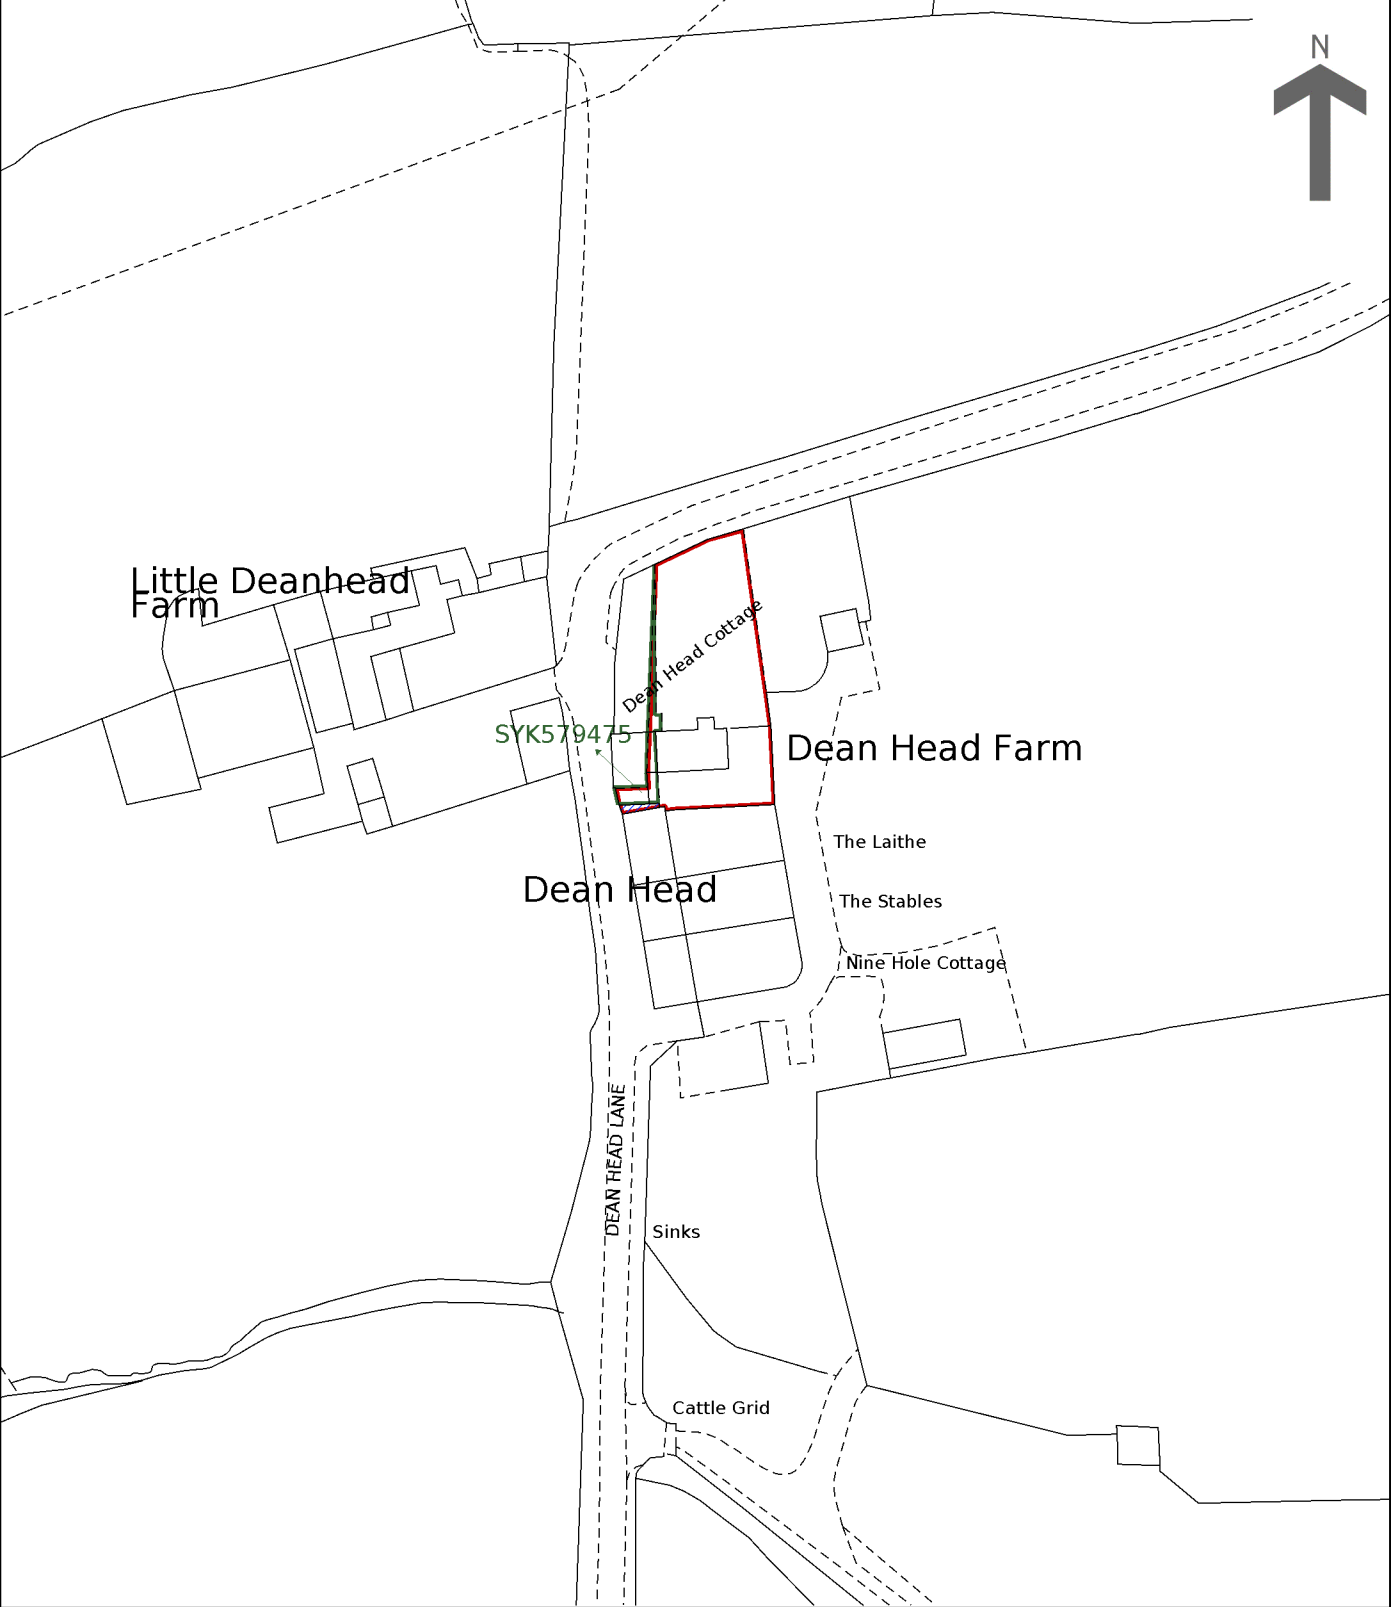 N
Little Deanhead
Farm
Dean Head Cottage
SYK579475
Dean Head Farm
The Laithe
Dean Head
The Stables
Nine Hole Cottage
DEAN HEAD LANE
Sinks
Cattle Grid